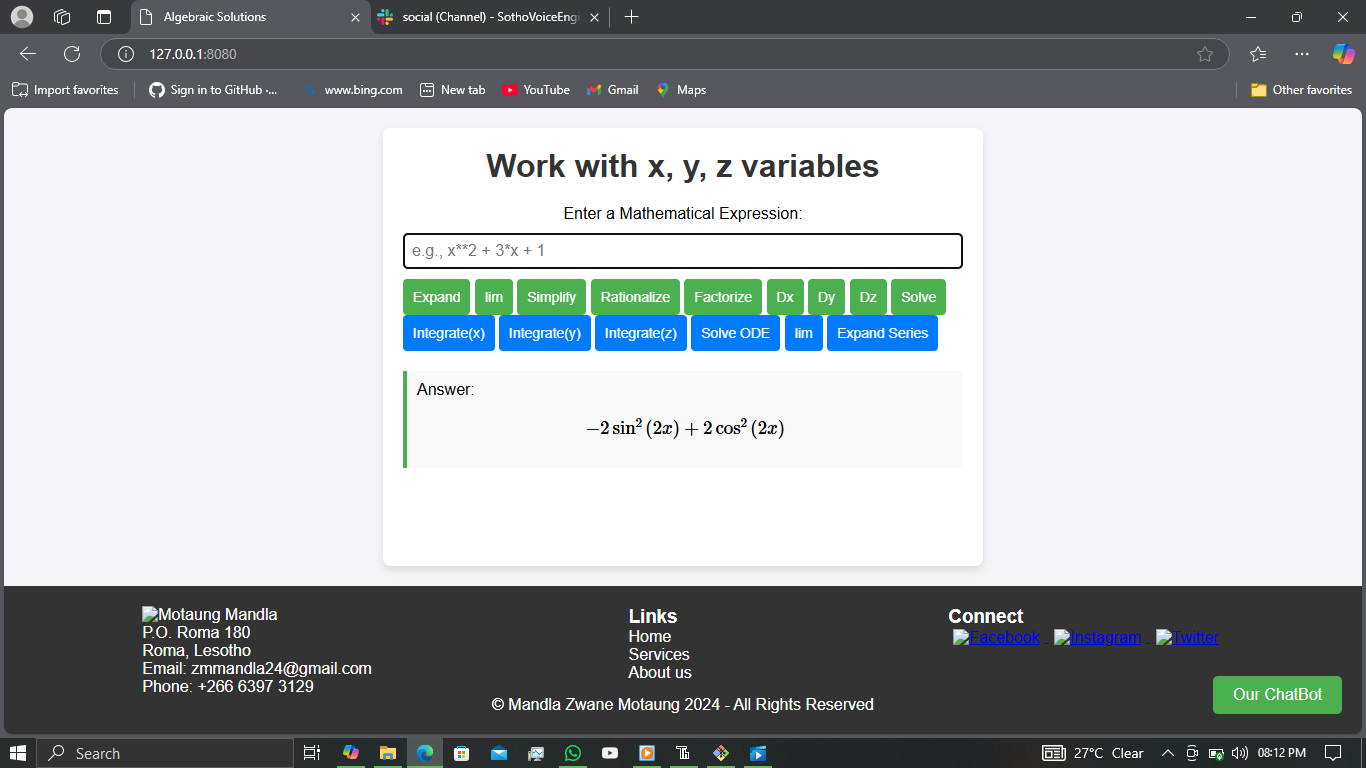 Algebraic Solutions
social (Channel) - SothoVoiceEngi
127.0.0.1:8080
Import favorites
Sign in to GitHub ·...
www.bing.com
New tab
YouTube
Gmail
Maps
Other favorites
Work with x, y, z variables
Enter a Mathematical Expression:
e.g., x**2 + 3*x + 1
Expand lim Simplify Rationalize Factorize Dx Dy Dz Solve
Integrate(x) Integrate(y) Integrate(z) Solve ODE lim Expand Series
Answer:
−2 sin² (2x) + 2 cos² (2x)
Motaung Mandla
P.O. Roma 180
Roma, Lesotho
Email: zmmandla24@gmail.com
Phone: +266 6397 3129
Links
Home
Services
About us
Connect
Facebook Instagram Twitter
Our ChatBot
© Mandla Zwane Motaung 2024 - All Rights Reserved
Search
27°C Clear
08:12 PM